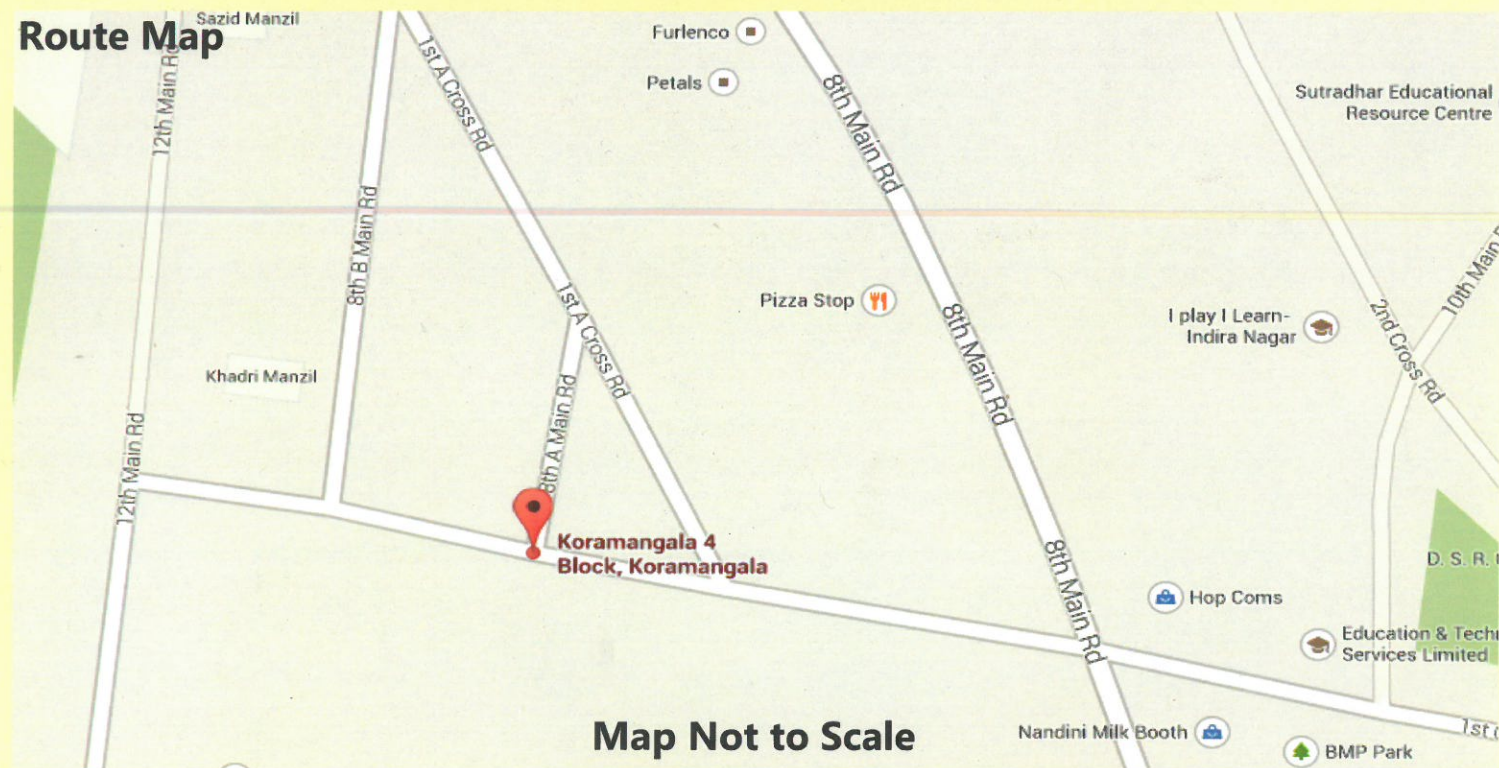 Route Map
Sazid Manzil
12th Main Rd
1st A Cross Rd
Furlenco
Petals
8th Main Rd
Sutradhar Educational
Resource Centre
8th B Main Rd
Pizza Stop
1st A Cross Rd
8th Main Rd
I play I Learn-
Indira Nagar
2nd Cross Rd
10th Main
Khadri Manzil
8th A Main Rd
12th Main Rd
Koramangala 4
Block, Koramangala
8th Main Rd
D. S. R.
Hop Coms
Education &
Services Limited
Map Not to Scale
Nandini Milk Booth
BMP Park
1st